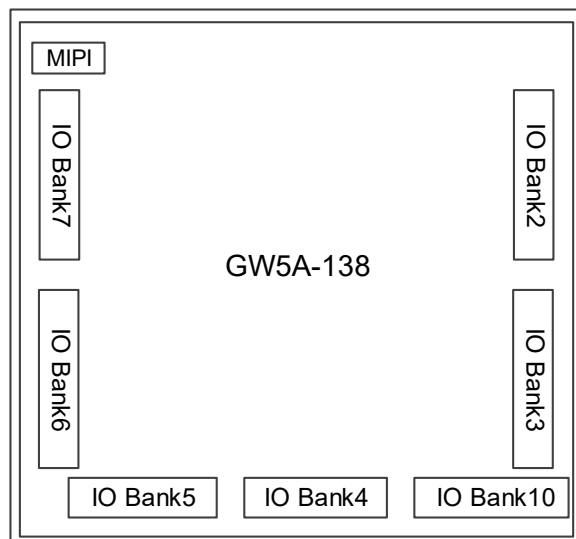 MIPI
IO Bank7
IO Bank2
GW5A-138
IO Bank6
IO Bank3
IO Bank5
IO Bank4
IO Bank10